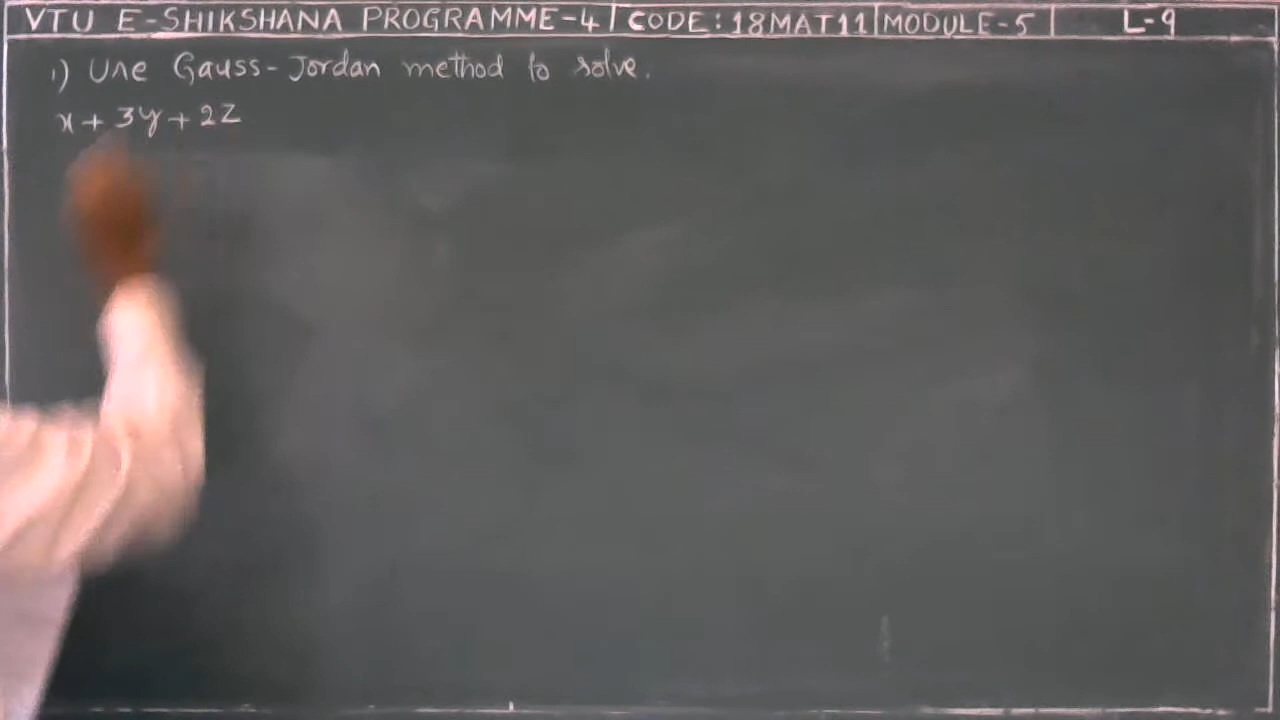 VTU E-SHIKSHANA PROGRAMME-4 | CODE: 18MAT11 | MODULE-5 | L-9
1) Use Gauss-Jordan method to solve.
x + 3y + 2z